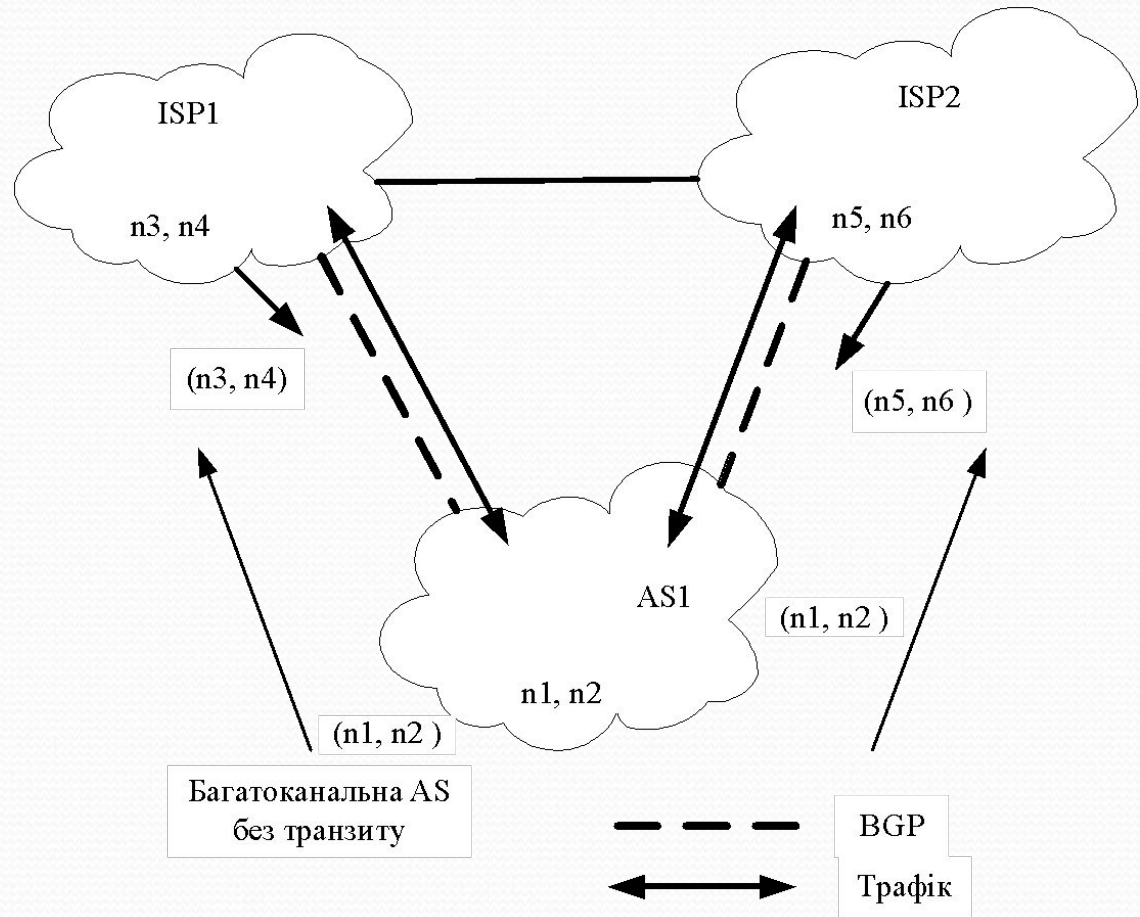 ISP1
ISP2
n3, n4
n5, n6
(n3, n4)
(n5, n6 )
AS1
(n1, n2 )
n1, n2
(n1, n2 )
Багатоканальна AS
без транзиту
BGP
Трафік